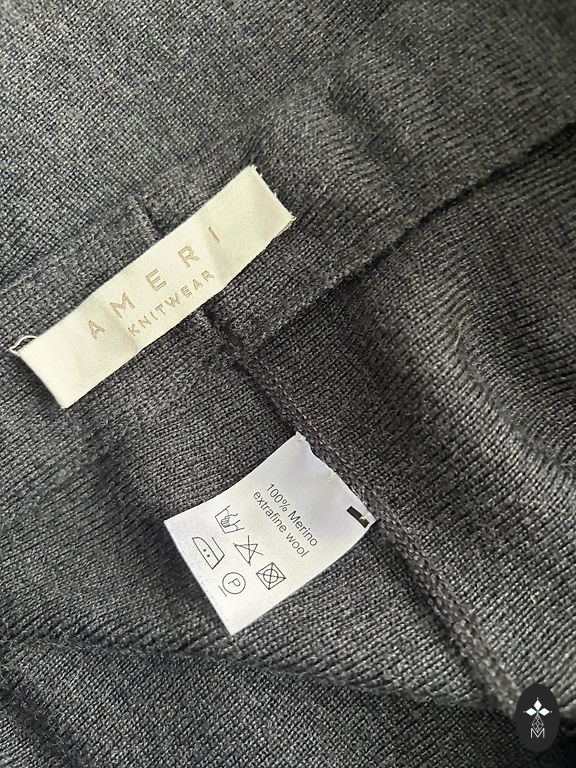 AMERI
KNITWEAR
100% Merino
extrafine wool
P